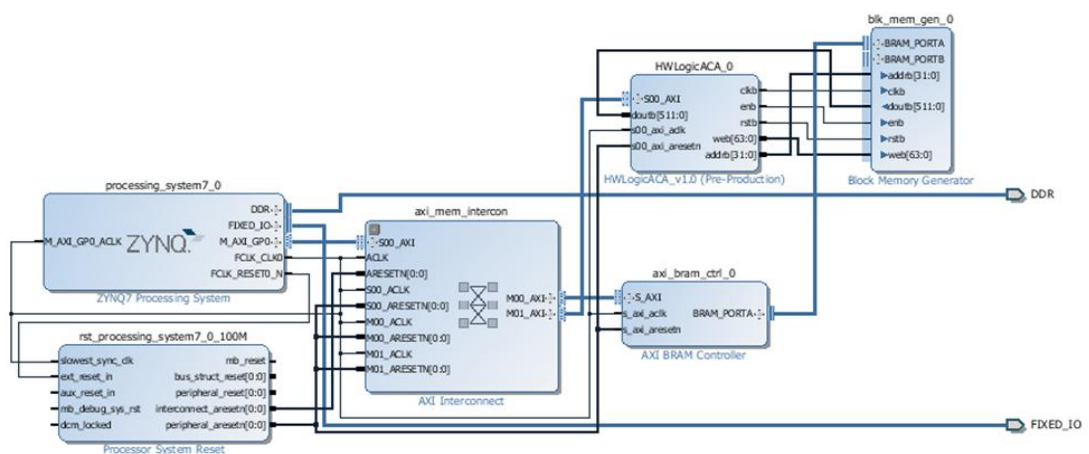 blk_mem_gen_0
BRAM_PORTA
BRAM_PORTB
addrb[31:0]
clkb
doutb[511:0]
enb
rstb
web[63:0]
Block Memory Generator
HWLogicACA_0
S00_AXI
doutb[511:0]
s00_axi_aclk
s00_axi_aresetn
clkb
enb
rstb
web[63:0]
addrb[31:0]
HWLogicACA_v1.0 (Pre-Production)
processing_system7_0
M_AXI_GP0_ACLK
ZYNQ
DDR
FIXED_IO
M_AXI_GP0
FCLK_CLK0
FCLK_RESET0_N
ZYNQ7 Processing System
DDR
axi_mem_intercon
S00_AXI
ACLK
ARESETN[0:0]
S00_ACLK
S00_ARESETN[0:0]
M00_ACLK
M00_ARESETN[0:0]
M01_ACLK
M01_ARESETN[0:0]
M00_AXI
M01_AXI
AXI Interconnect
axi_bram_ctrl_0
S_AXI
s_axi_aclk
s_axi_aresetn
BRAM_PORTA
AXI BRAM Controller
rst_processing_system7_0_100M
slowest_sync_clk
ext_reset_in
aux_reset_in
mb_debug_sys_rst
dcm_locked
mb_reset
bus_struct_reset[0:0]
peripheral_reset[0:0]
interconnect_aresetn[0:0]
peripheral_aresetn[0:0]
Processor System Reset
FIXED_IO